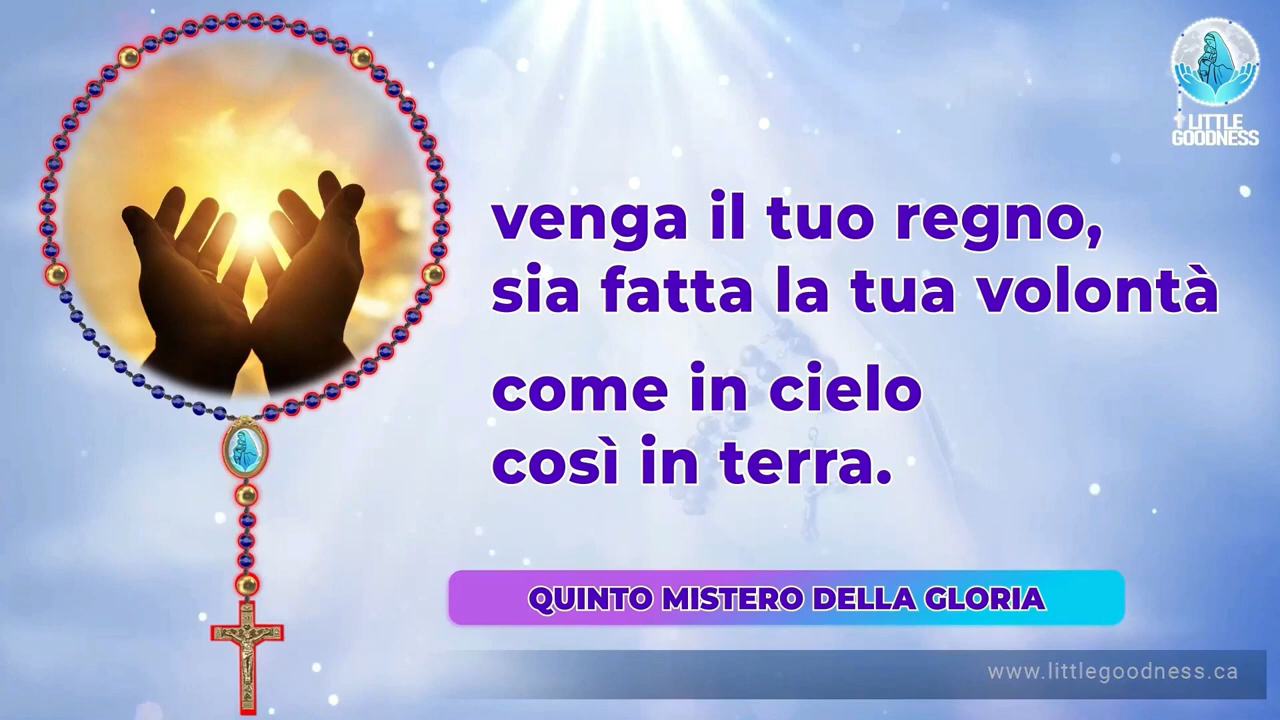 LITTLE
GOODNESS
venga il tuo regno,
sia fatta la tua volontà
come in cielo
così in terra.
QUINTO MISTERO DELLA GLORIA
www.littlegoodness.ca